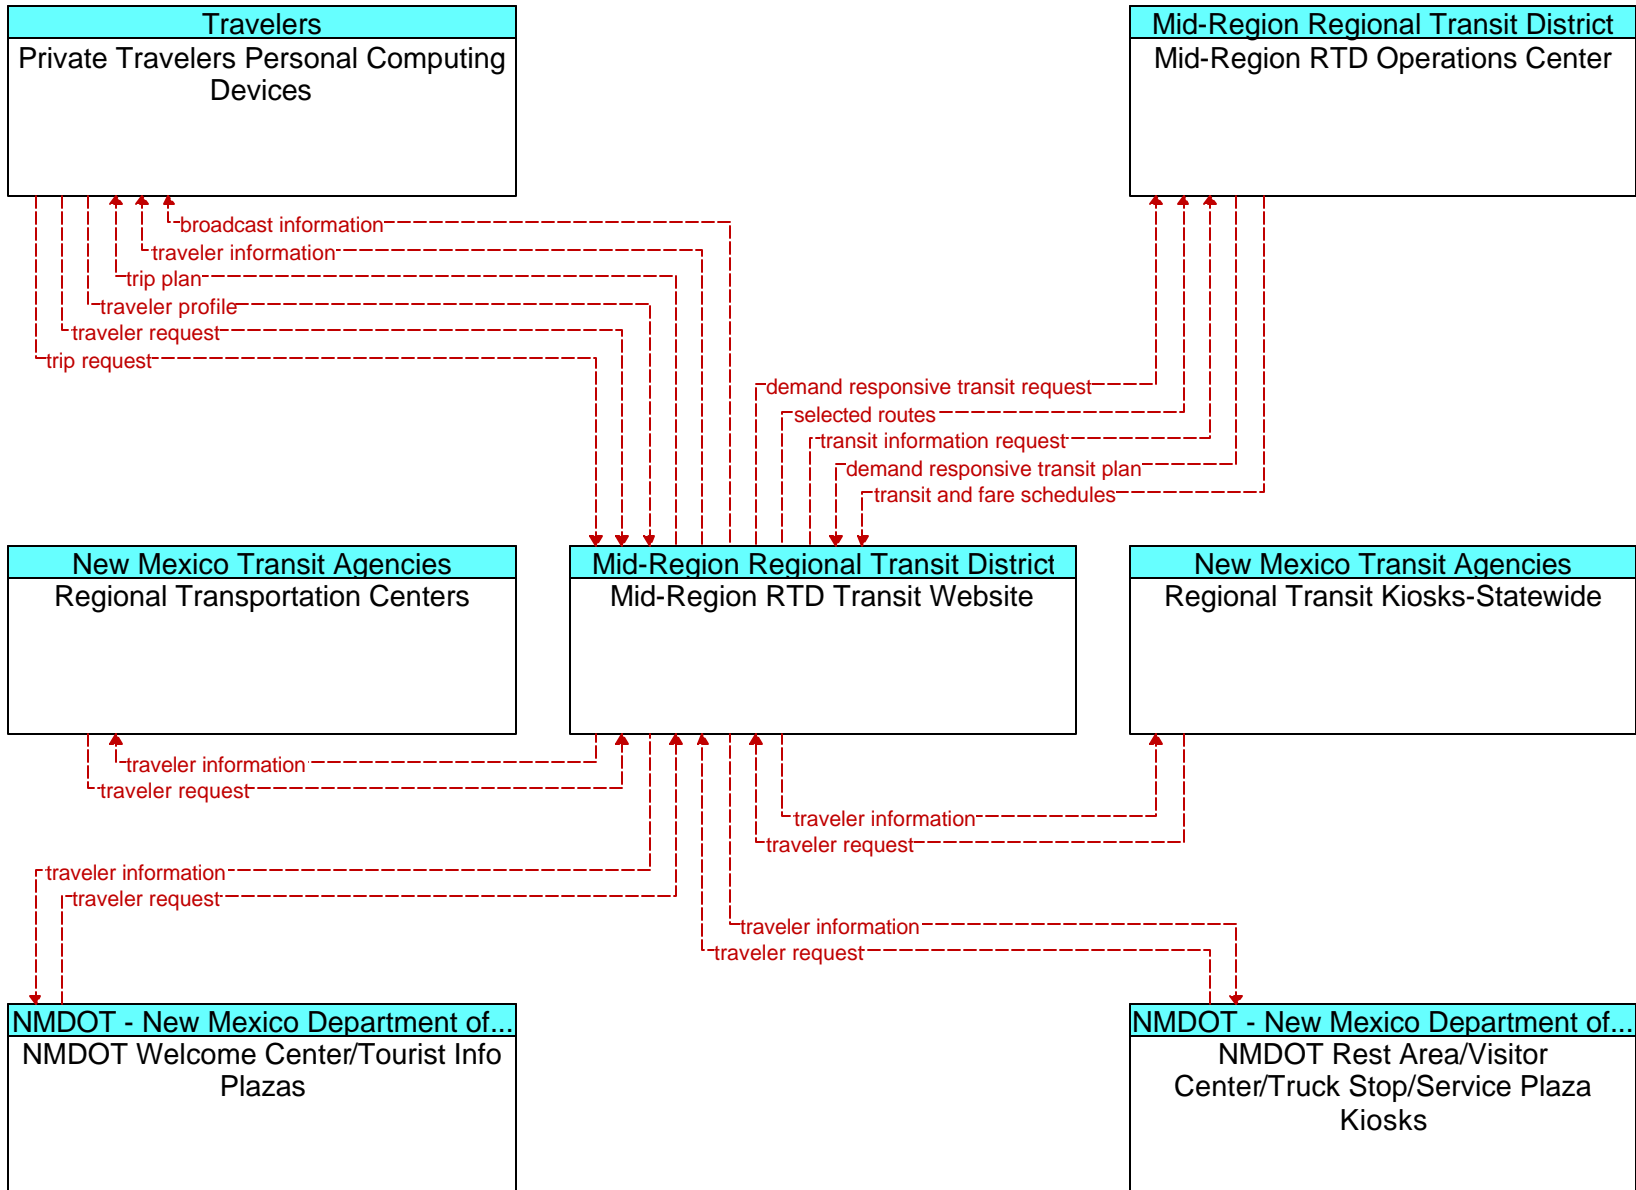 Travelers
Private Travelers Personal Computing
Devices
Mid-Region Regional Transit District
Mid-Region RTD Operations Center
broadcast information
traveler information
trip plan
traveler profile
traveler request
trip request
demand responsive transit request
selected routes
transit information request
demand responsive transit plan
transit and fare schedules
New Mexico Transit Agencies
Regional Transportation Centers
Mid-Region Regional Transit District
Mid-Region RTD Transit Website
New Mexico Transit Agencies
Regional Transit Kiosks-Statewide
traveler information
traveler request
traveler information
traveler request
traveler information
traveler request
traveler information
traveler request
NMDOT - New Mexico Department of...
NMDOT Welcome Center/Tourist Info
Plazas
NMDOT - New Mexico Department of...
NMDOT Rest Area/Visitor
Center/Truck Stop/Service Plaza
Kiosks